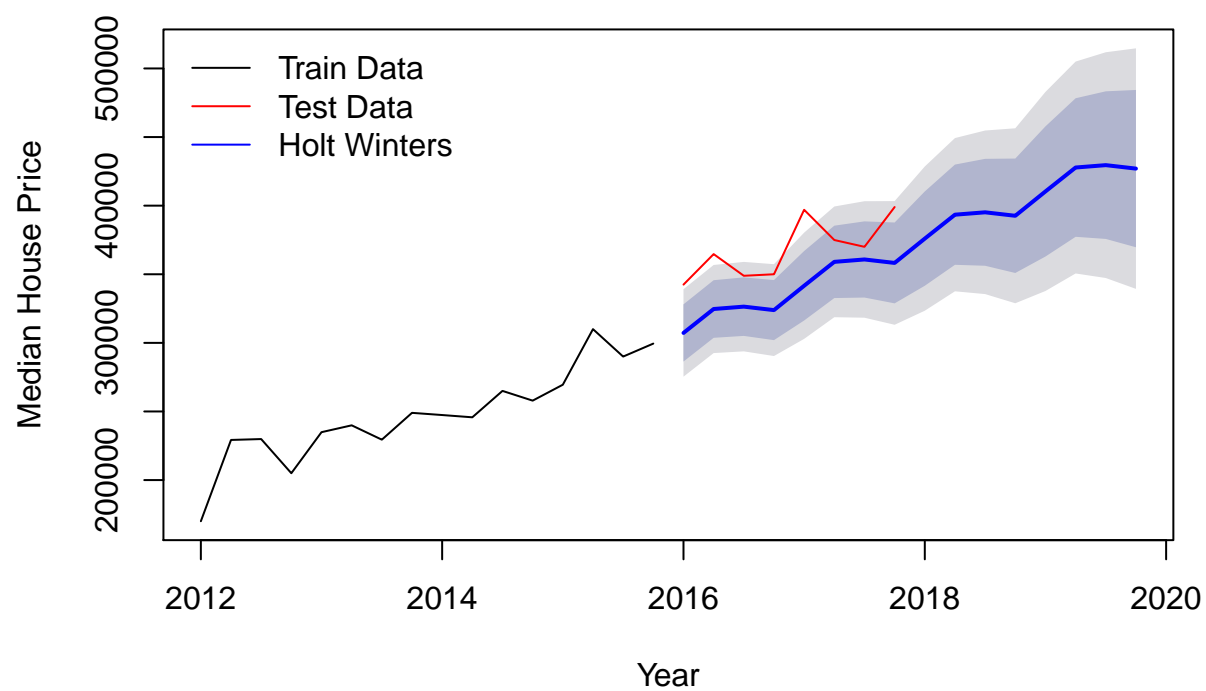 Train Data
Test Data
Holt Winters
Median House Price
500000
400000
300000
200000
2012 2014 2016 2018 2020
Year